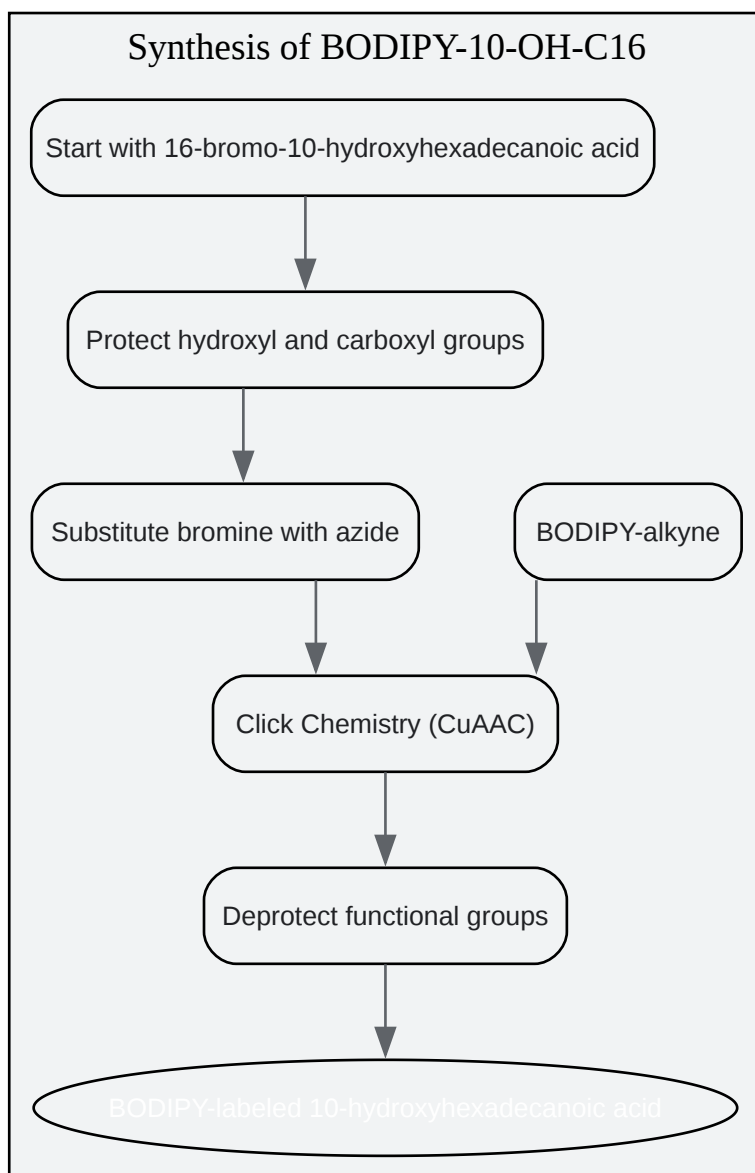 Synthesis of BODIPY-10-OH-C16
Start with 16-bromo-10-hydroxyhexadecanoic acid
Protect hydroxyl and carboxyl groups
Substitute bromine with azide
BODIPY-alkyne
Click Chemistry (CuAAC)
Deprotect functional groups
BODIPY-labeled 10-hydroxyhexadecanoic acid